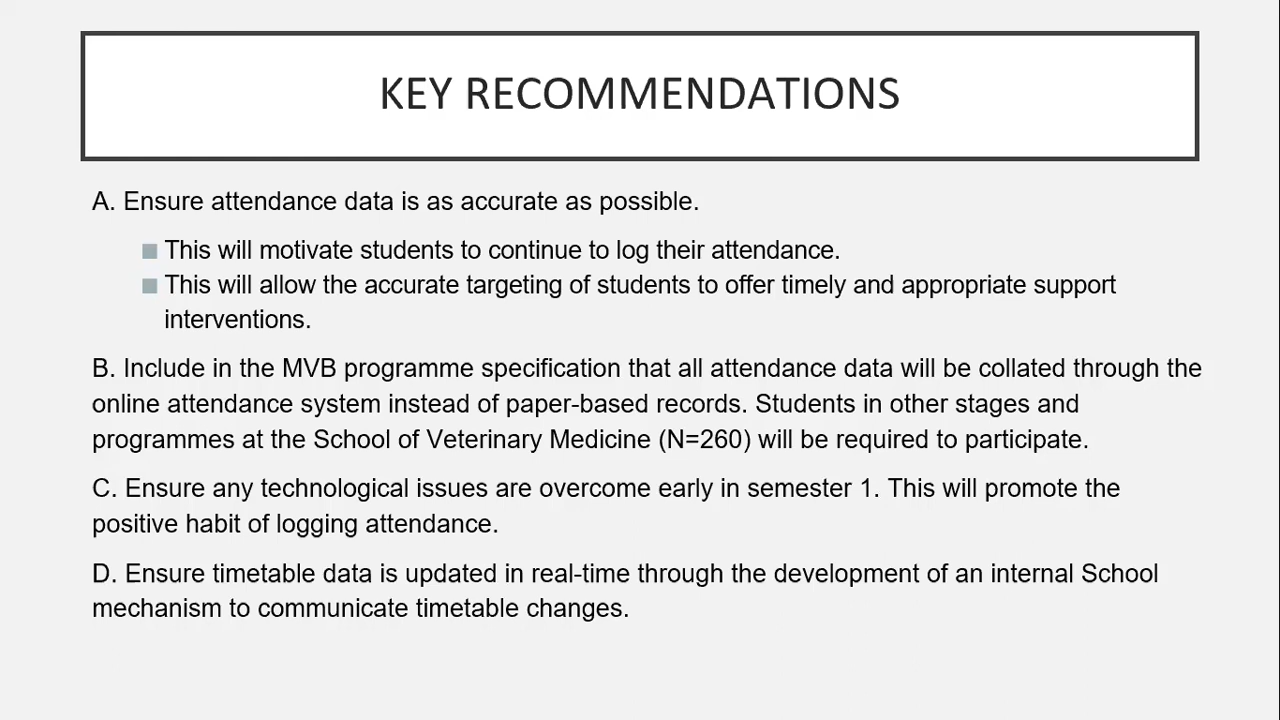 KEY RECOMMENDATIONS
A. Ensure attendance data is as accurate as possible.
This will motivate students to continue to log their attendance.
This will allow the accurate targeting of students to offer timely and appropriate support
interventions.
B. Include in the MVB programme specification that all attendance data will be collated through the
online attendance system instead of paper-based records. Students in other stages and
programmes at the School of Veterinary Medicine (N=260) will be required to participate.
C. Ensure any technological issues are overcome early in semester 1. This will promote the
positive habit of logging attendance.
D. Ensure timetable data is updated in real-time through the development of an internal School
mechanism to communicate timetable changes.